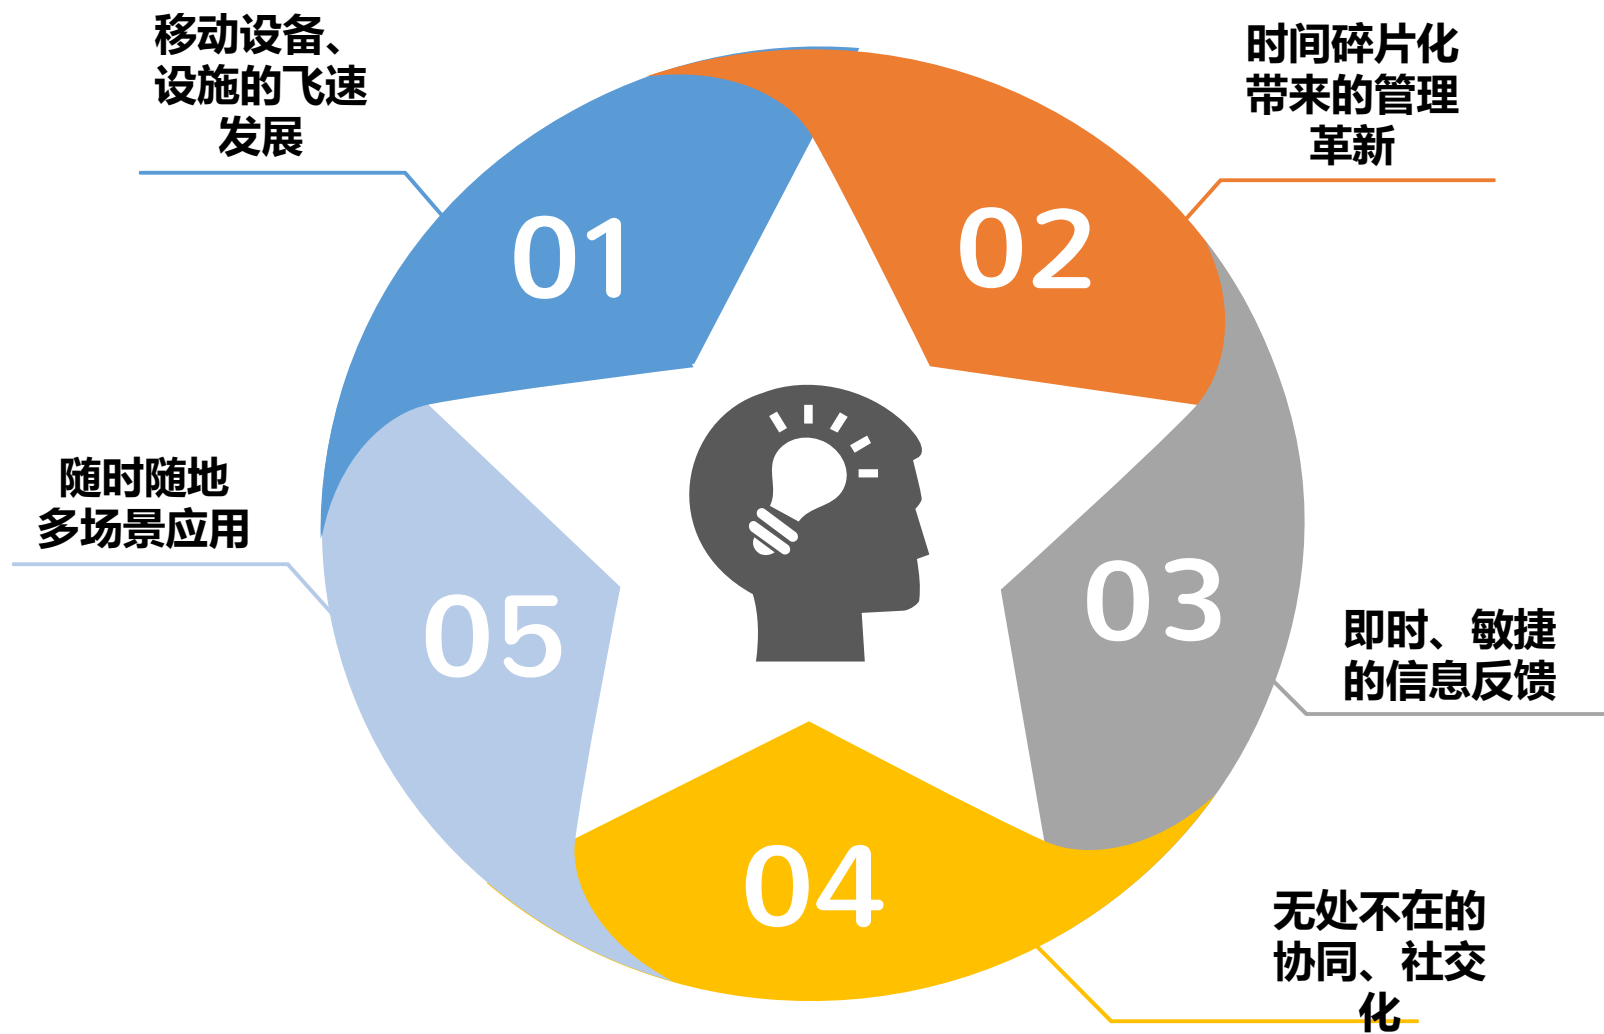 移动设备、
设施的飞速
发展
01
时间碎片化
带来的管理
革新
02
03
即时、敏捷
的信息反馈
04
无处不在的
协同、社交
化
随时随地
多场景应用
05